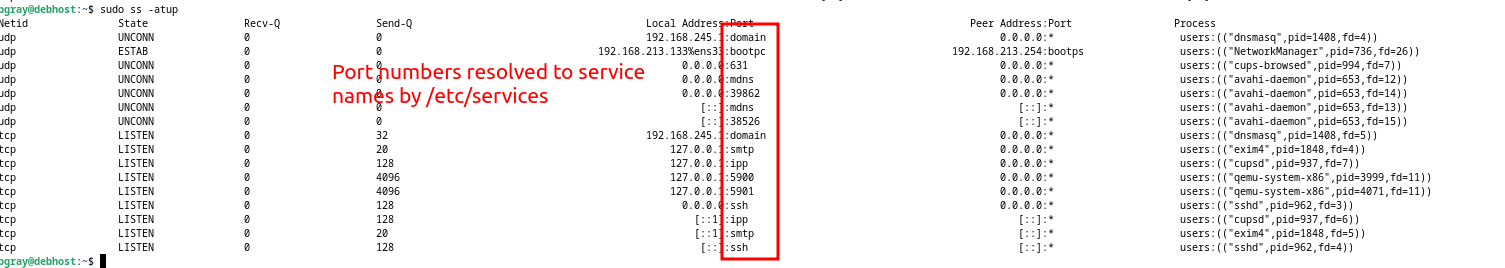 pgray@debhost:~$ sudo ss -atup
Netid State Recv-Q Send-Q Local Address:Port Peer Address:Port Process
udp UNCONN 0 0 192.168.245.1:domain 0.0.0.0:* users:(("dnsmasq",pid=1408,fd=4))
udp ESTAB 0 0 192.168.213.133%ens33:bootpc 192.168.213.254:bootps users:(("NetworkManager",pid=736,fd=26))
udp UNCONN 0 0 0.0.0.0:631 0.0.0.0:* users:(("cups-browsed",pid=994,fd=7))
udp UNCONN 0 0 0.0.0.0:mdns 0.0.0.0:* users:(("avahi-daemon",pid=653,fd=12))
udp UNCONN 0 0 0.0.0.0:39862 0.0.0.0:* users:(("avahi-daemon",pid=653,fd=14))
udp UNCONN 0 0 [::]:mdns [::]:* users:(("avahi-daemon",pid=653,fd=13))
udp UNCONN 0 0 [::]:38526 [::]:* users:(("avahi-daemon",pid=653,fd=15))
tcp LISTEN 0 32 192.168.245.1:domain 0.0.0.0:* users:(("dnsmasq",pid=1408,fd=5))
tcp LISTEN 0 20 127.0.0.1:smtp 0.0.0.0:* users:(("exim4",pid=1848,fd=4))
tcp LISTEN 0 128 127.0.0.1:ipp 0.0.0.0:* users:(("cupsd",pid=937,fd=7))
tcp LISTEN 0 4096 127.0.0.1:5900 0.0.0.0:* users:(("qemu-system-x86",pid=3999,fd=11))
tcp LISTEN 0 4096 127.0.0.1:5901 0.0.0.0:* users:(("qemu-system-x86",pid=4071,fd=11))
tcp LISTEN 0 128 0.0.0.0:ssh 0.0.0.0:* users:(("sshd",pid=962,fd=3))
tcp LISTEN 0 128 [::1]:ipp [::]:* users:(("cupsd",pid=937,fd=6))
tcp LISTEN 0 20 [::1]:smtp [::]:* users:(("exim4",pid=1848,fd=5))
tcp LISTEN 0 128 [::]:ssh [::]:* users:(("sshd",pid=962,fd=4))
pgray@debhost:~$
Port numbers resolved to service
names by /etc/services